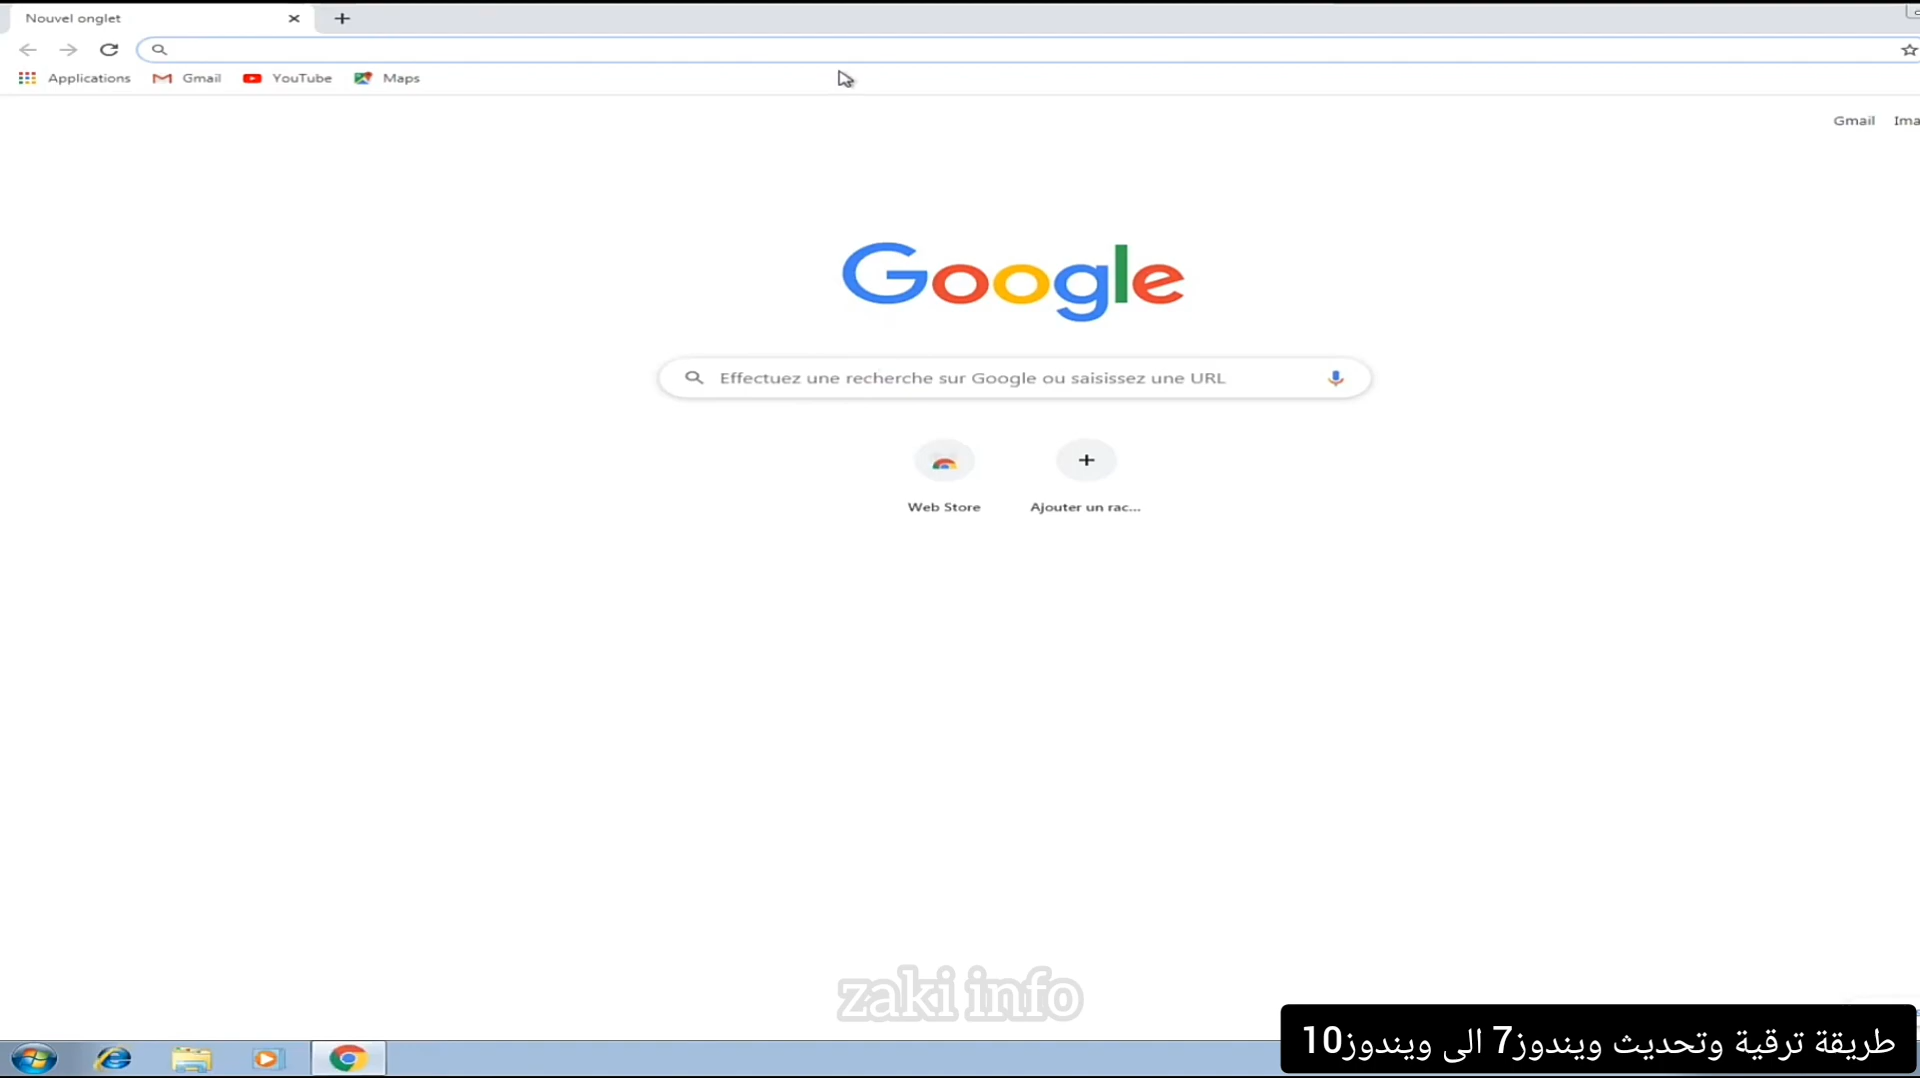 Nouvel onglet
Applications Gmail YouTube Maps
Gmail Ima
Google
Effectuez une recherche sur Google ou saisissez une URL
Web Store Ajouter un rac...
zaki info
طريقة ترقية وتحديث ويندوز7 الى ويندوز10